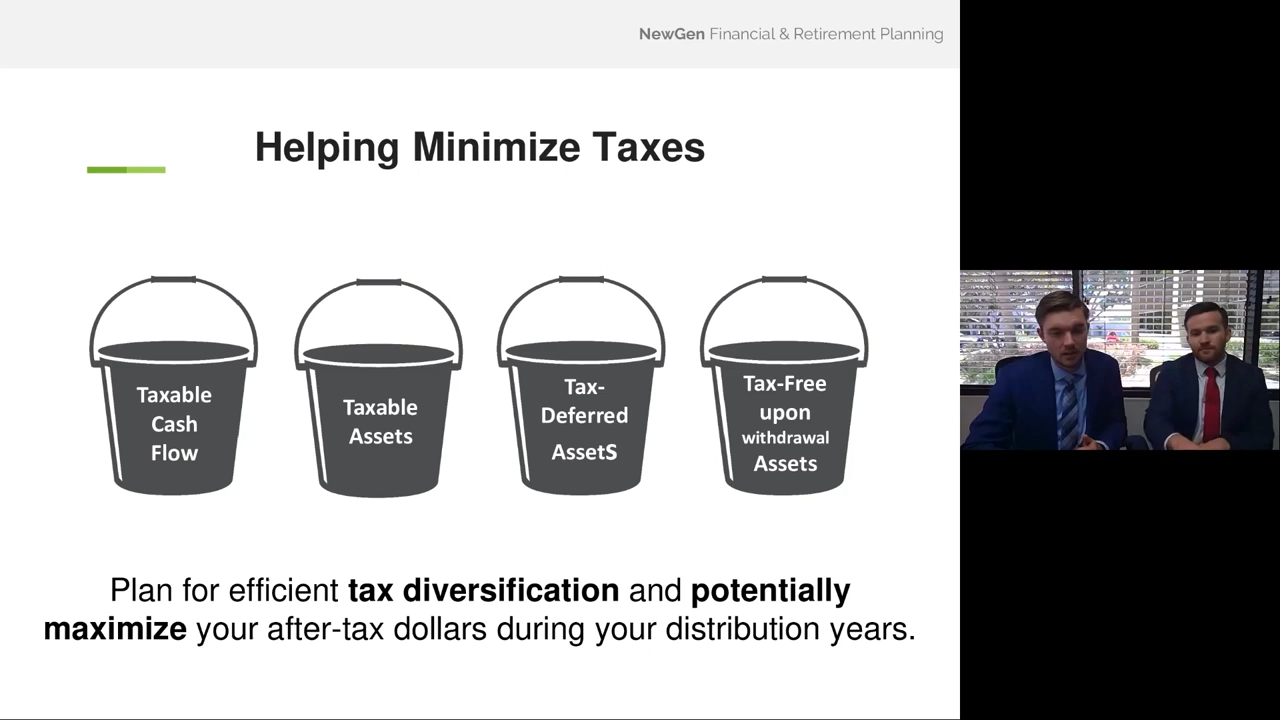 NewGen Financial & Retirement Planning
Helping Minimize Taxes
Taxable
Cash
Flow
Taxable
Assets
Tax-
Deferred
AssetS
Tax-Free
upon
withdrawal
Assets
Plan for efficient tax diversification and potentially
maximize your after-tax dollars during your distribution years.